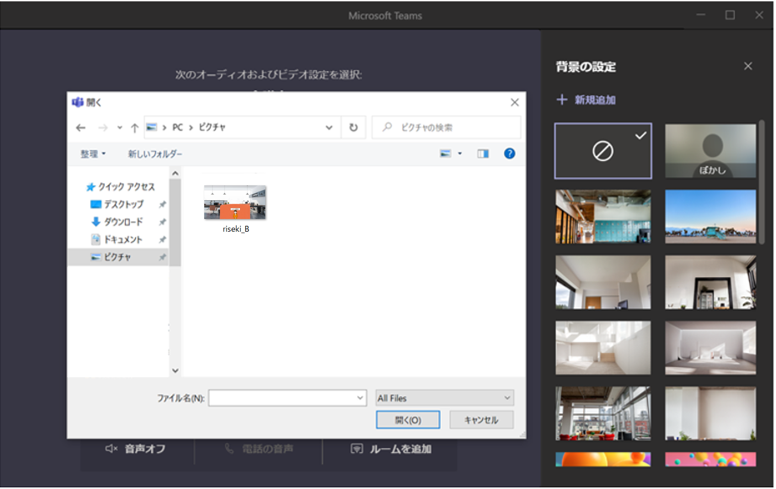 Microsoft Teams
次のオーディオおよびビデオ設定を選択:
背景の設定
新規追加
ぼかし
開く
PC
ピクチャ
ピクチャの検索
整理
新しいフォルダー
クイック アクセス
デスクトップ
ダウンロード
ドキュメント
ピクチャ
riseki_B
ファイル名(N):
All Files
開く(O)
キャンセル
音声オフ
電話の音声
ルームを追加